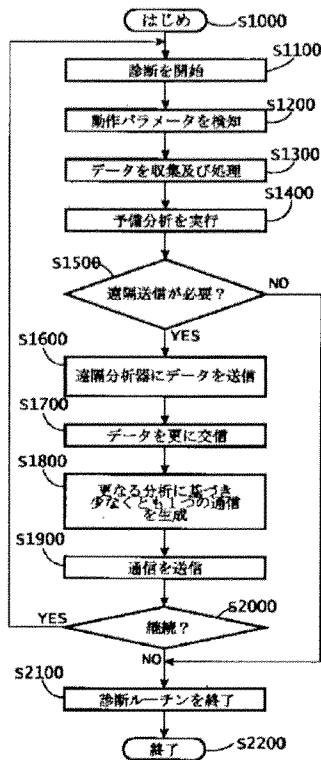 はじめ
S1000
S1100
診断を開始
S1200
動作パラメータを検知
S1300
データを収集及び処理
S1400
予備分析を実行
S1500
遠隔送信が必要?
NO
YES
S1600
遠隔分析器にデータを送信
S1700
データを更に交信
S1800
更なる分析に基づき
少なくとも1つの通信
を生成
S1900
通信を送信
S2000
YES
継続?
NO
S2100
診断ルーチンを終了
終了
S2200